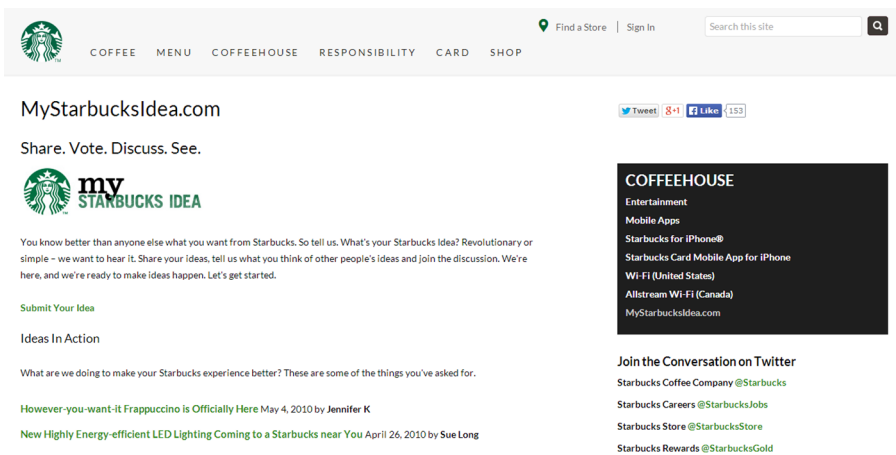 Find a Store | Sign In
Search this site
COFFEE MENU COFFEEHOUSE RESPONSIBILITY CARD SHOP
TM
MyStarbucksIdea.com
Tweet g+1 Like 153
Share. Vote. Discuss. See.
my
STARBUCKS IDEA
TM
You know better than anyone else what you want from Starbucks. So tell us. What's your Starbucks Idea? Revolutionary or
simple – we want to hear it. Share your ideas, tell us what you think of other people's ideas and join the discussion. We're
here, and we're ready to make ideas happen. Let's get started.
Submit Your Idea
Ideas In Action
What are we doing to make your Starbucks experience better? These are some of the things you've asked for.
However-you-want-it Frappuccino is Officially Here May 4, 2010 by Jennifer K
New Highly Energy-efficient LED Lighting Coming to a Starbucks near You April 26, 2010 by Sue Long
COFFEEHOUSE
Entertainment
Mobile Apps
Starbucks for iPhone®
Starbucks Card Mobile App for iPhone
Wi-Fi (United States)
Allstream Wi-Fi (Canada)
MyStarbucksIdea.com
Join the Conversation on Twitter
Starbucks Coffee Company @Starbucks
Starbucks Careers @StarbucksJobs
Starbucks Store @StarbucksStore
Starbucks Rewards @StarbucksGold